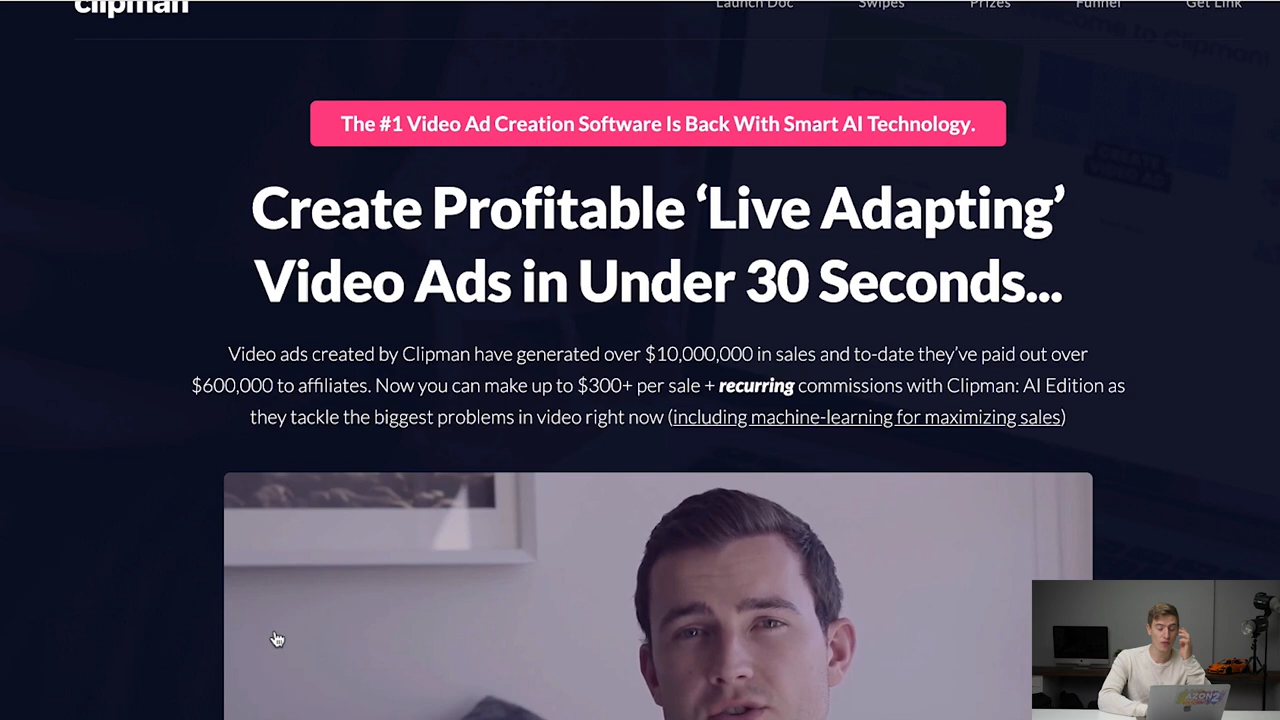 clipman
Launch Doc
Swipes
Prizes
Funnel
Get Link
The #1 Video Ad Creation Software Is Back With Smart AI Technology.
Create Profitable ‘Live Adapting’
Video Ads in Under 30 Seconds...
Video ads created by Clipman have generated over $10,000,000 in sales and to-date they’ve paid out over
$600,000 to affiliates. Now you can make up to $300+ per sale + recurring commissions with Clipman: AI Edition as
they tackle the biggest problems in video right now (including machine-learning for maximizing sales)